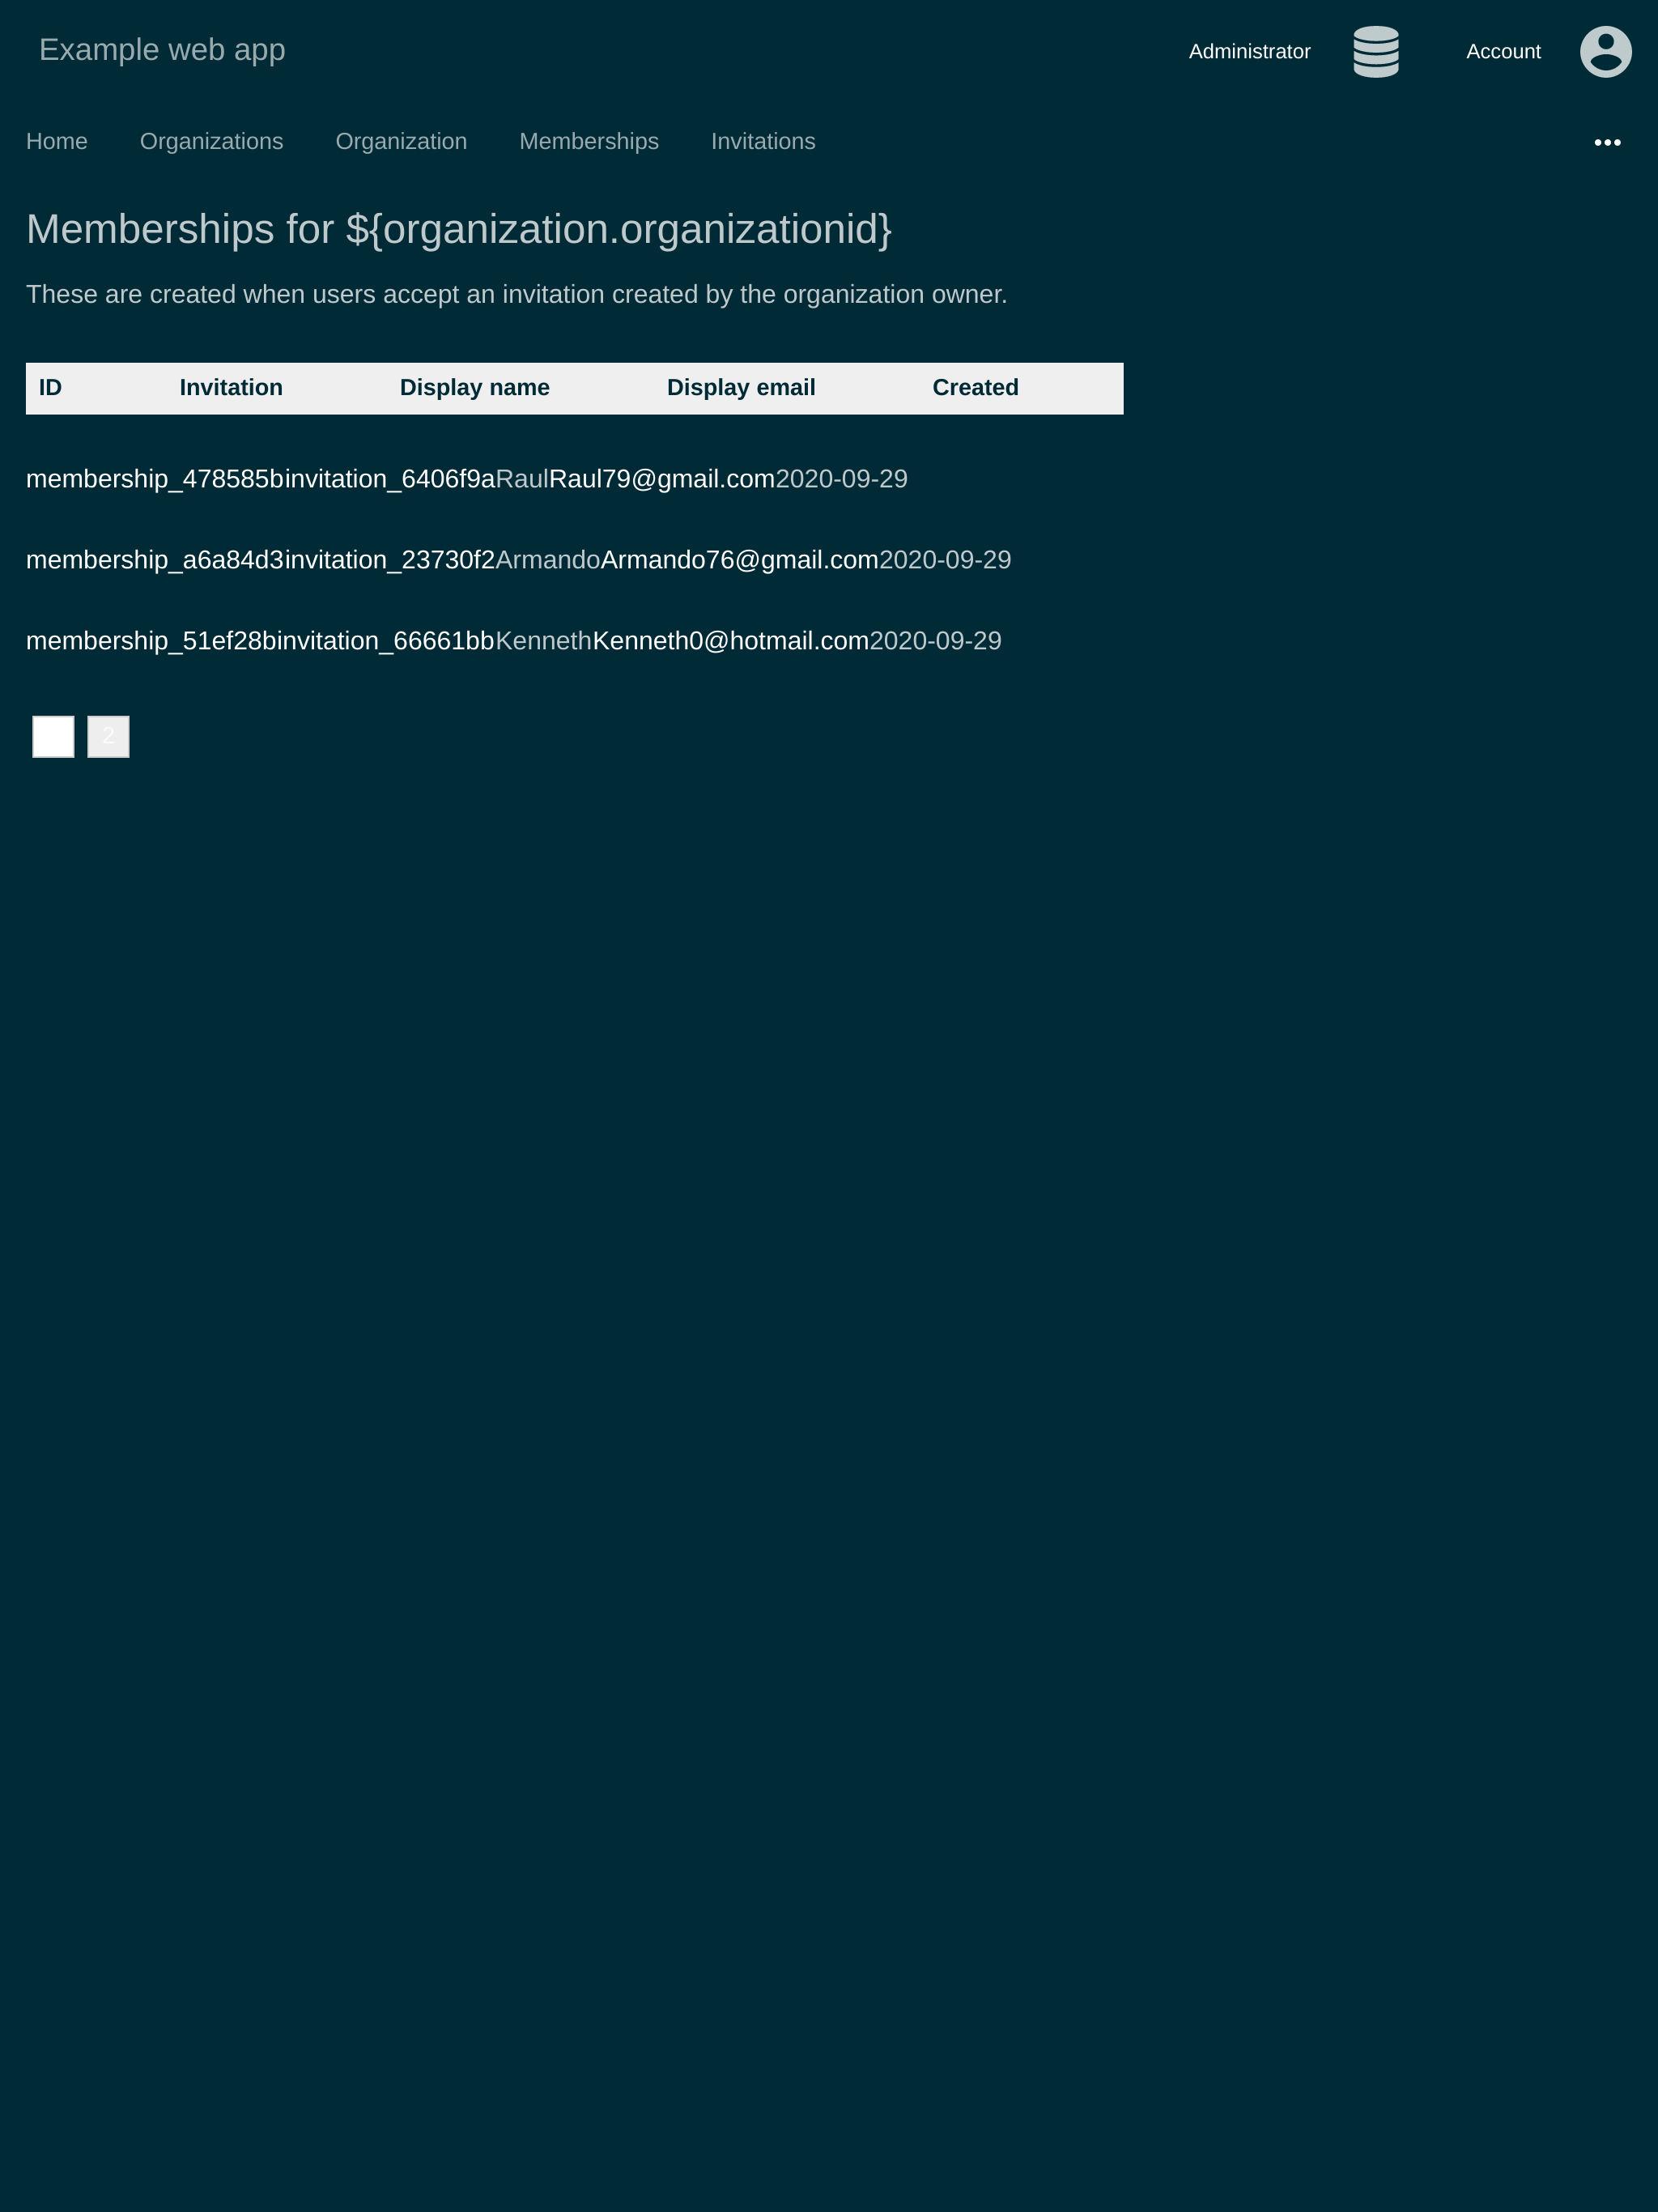 Example web app
Administrator
Account
Home Organizations Organization Memberships Invitations
Memberships for ${organization.organizationid}
These are created when users accept an invitation created by the organization owner.
ID Invitation Display name Display email Created
membership_478585binvitation_6406f9aRaulRaul79@gmail.com2020-09-29
membership_a6a84d3invitation_23730f2ArmandoArmando76@gmail.com2020-09-29
membership_51ef28binvitation_66661bbKennethKenneth0@hotmail.com2020-09-29
2